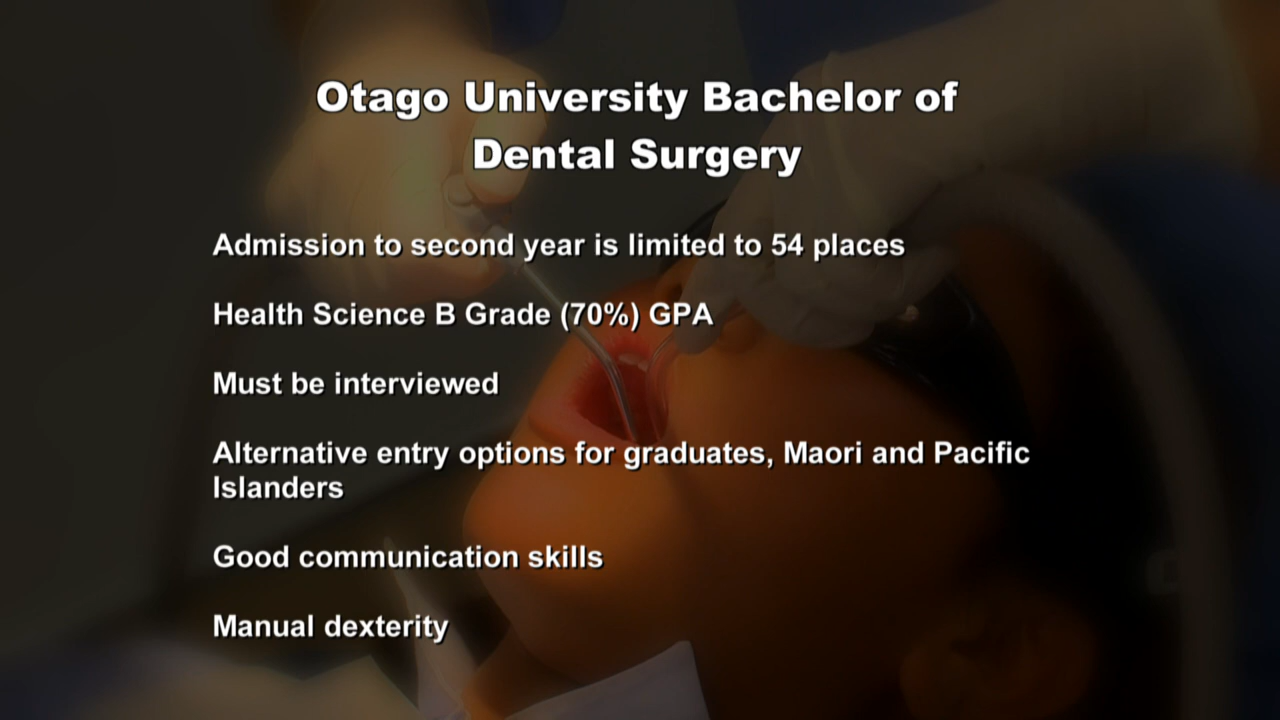 Otago University Bachelor of
Dental Surgery
Admission to second year is limited to 54 places
Health Science B Grade (70%) GPA
Must be interviewed
Alternative entry options for graduates, Maori and Pacific
Islanders
Good communication skills
Manual dexterity